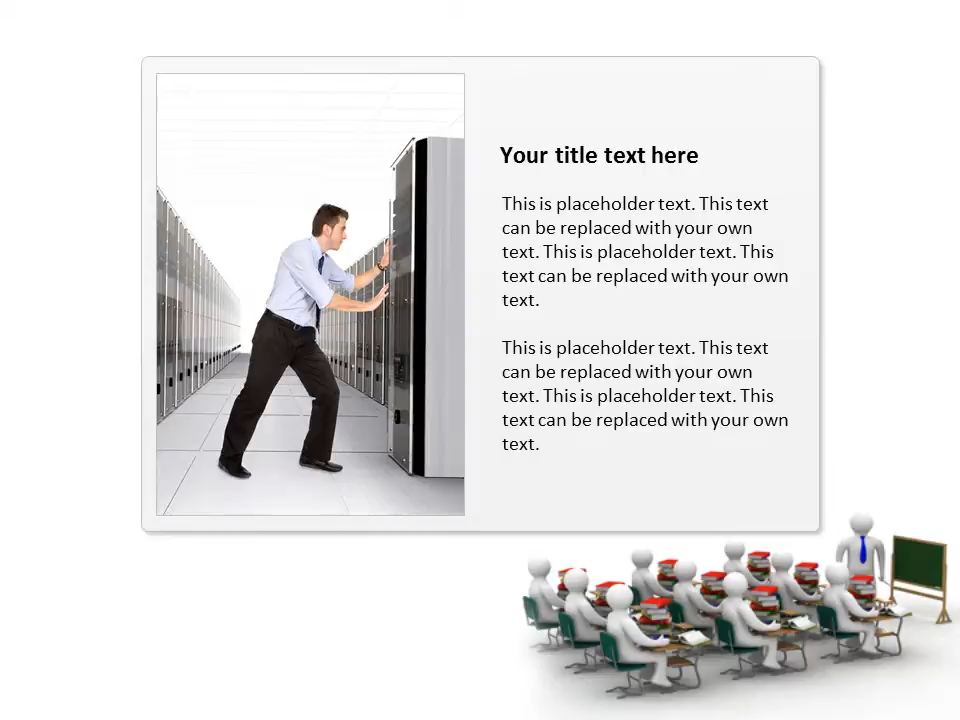 Your title text here
This is placeholder text. This text
can be replaced with your own
text. This is placeholder text. This
text can be replaced with your own
text.
This is placeholder text. This text
can be replaced with your own
text. This is placeholder text. This
text can be replaced with your own
text.